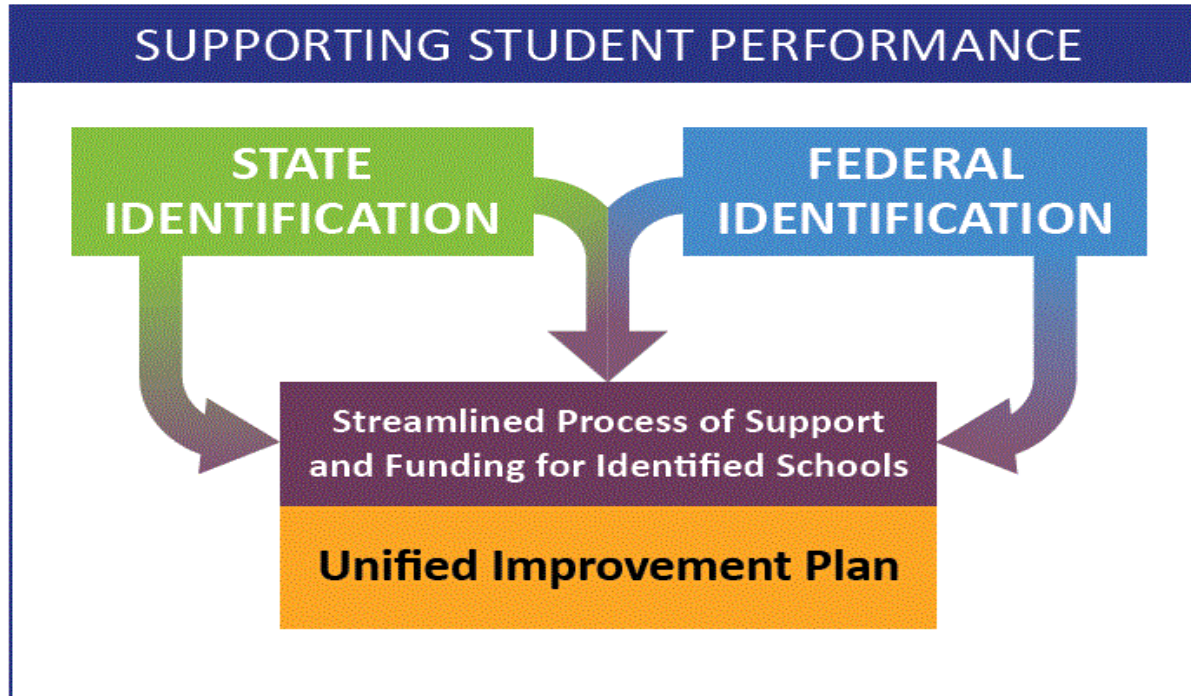 SUPPORTING STUDENT PERFORMANCE
STATE
IDENTIFICATION
FEDERAL
IDENTIFICATION
Streamlined Process of Support
and Funding for Identified Schools
Unified Improvement Plan